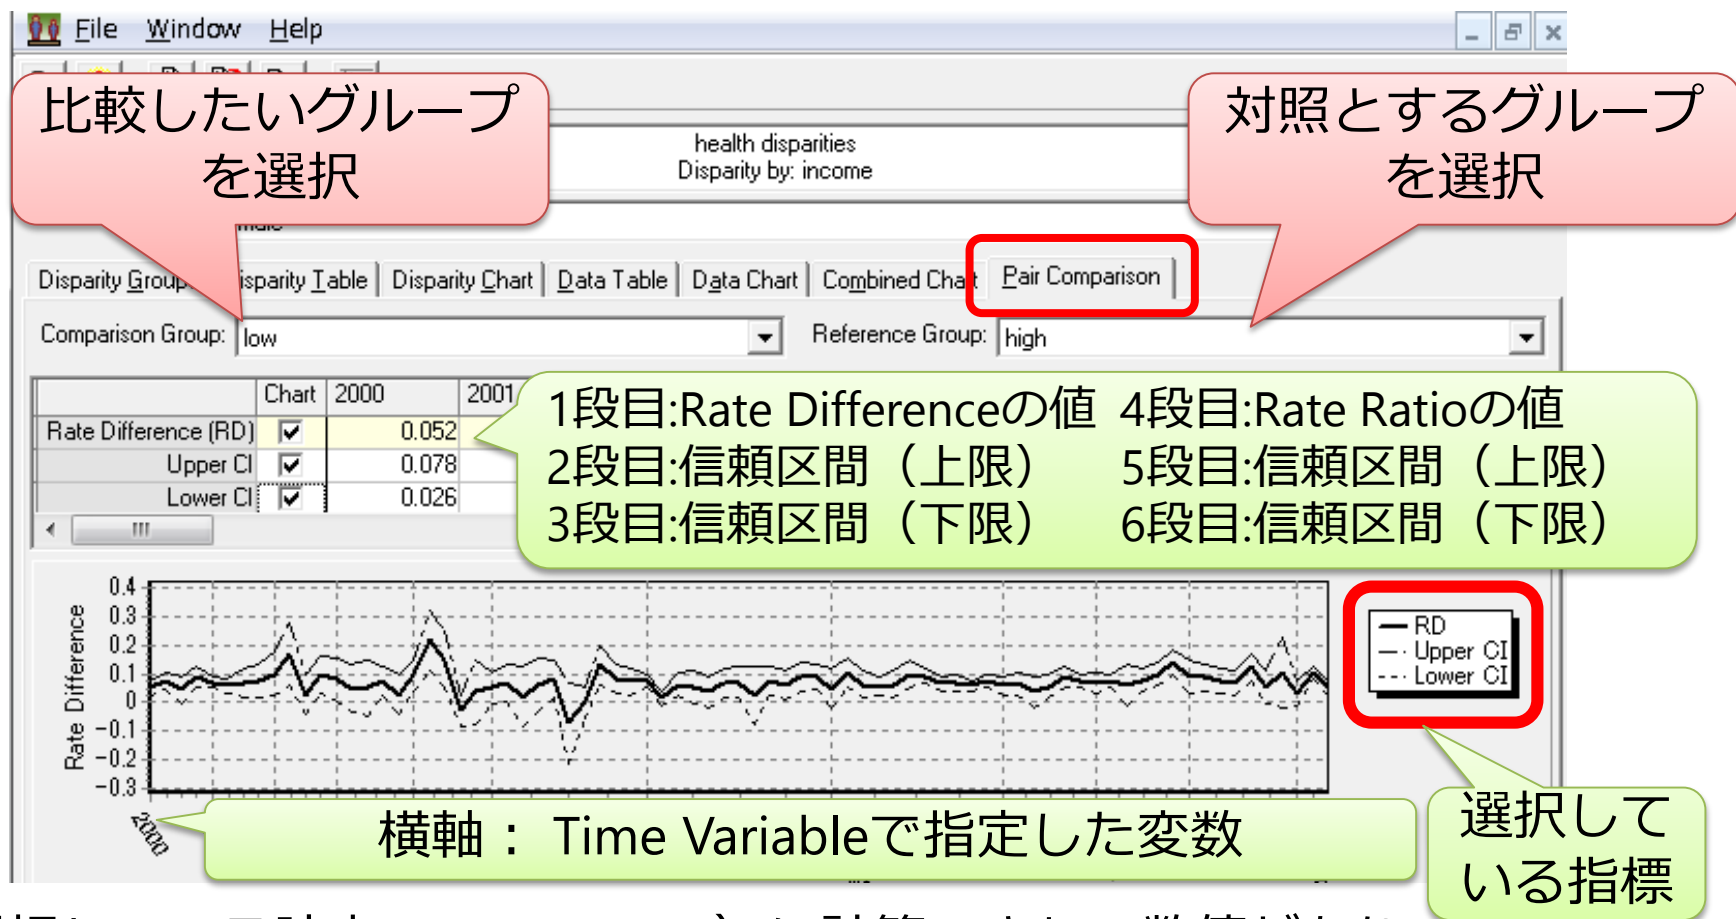 File Window Help
比較したいグループ
を選択
対照とするグループ
を選択
health disparities
Disparity by: income
Disparity Table Disparity Chart Data Table Data Chart Combined Chart Pair Comparison
Comparison Group: low Reference Group: high
Chart 2000 2001
Rate Difference (RD) 0.052
Upper CI 0.078
Lower CI 0.026
1段目:Rate Differenceの値 4段目:Rate Ratioの値
2段目:信頼区間（上限） 5段目:信頼区間（上限）
3段目:信頼区間（下限） 6段目:信頼区間（下限）
0.4
0.3
0.2
0.1
0
-0.1
-0.2
-0.3
Rate Difference
RD
Upper CI
Lower CI
2000
横軸： Time Variableで指定した変数
選択して
いる指標